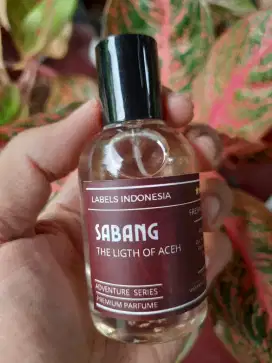 LABELS INDONESIA
SABANG
THE LIGTH OF ACEH
ADVENTURE SERIES
PREMIUM PARFUME